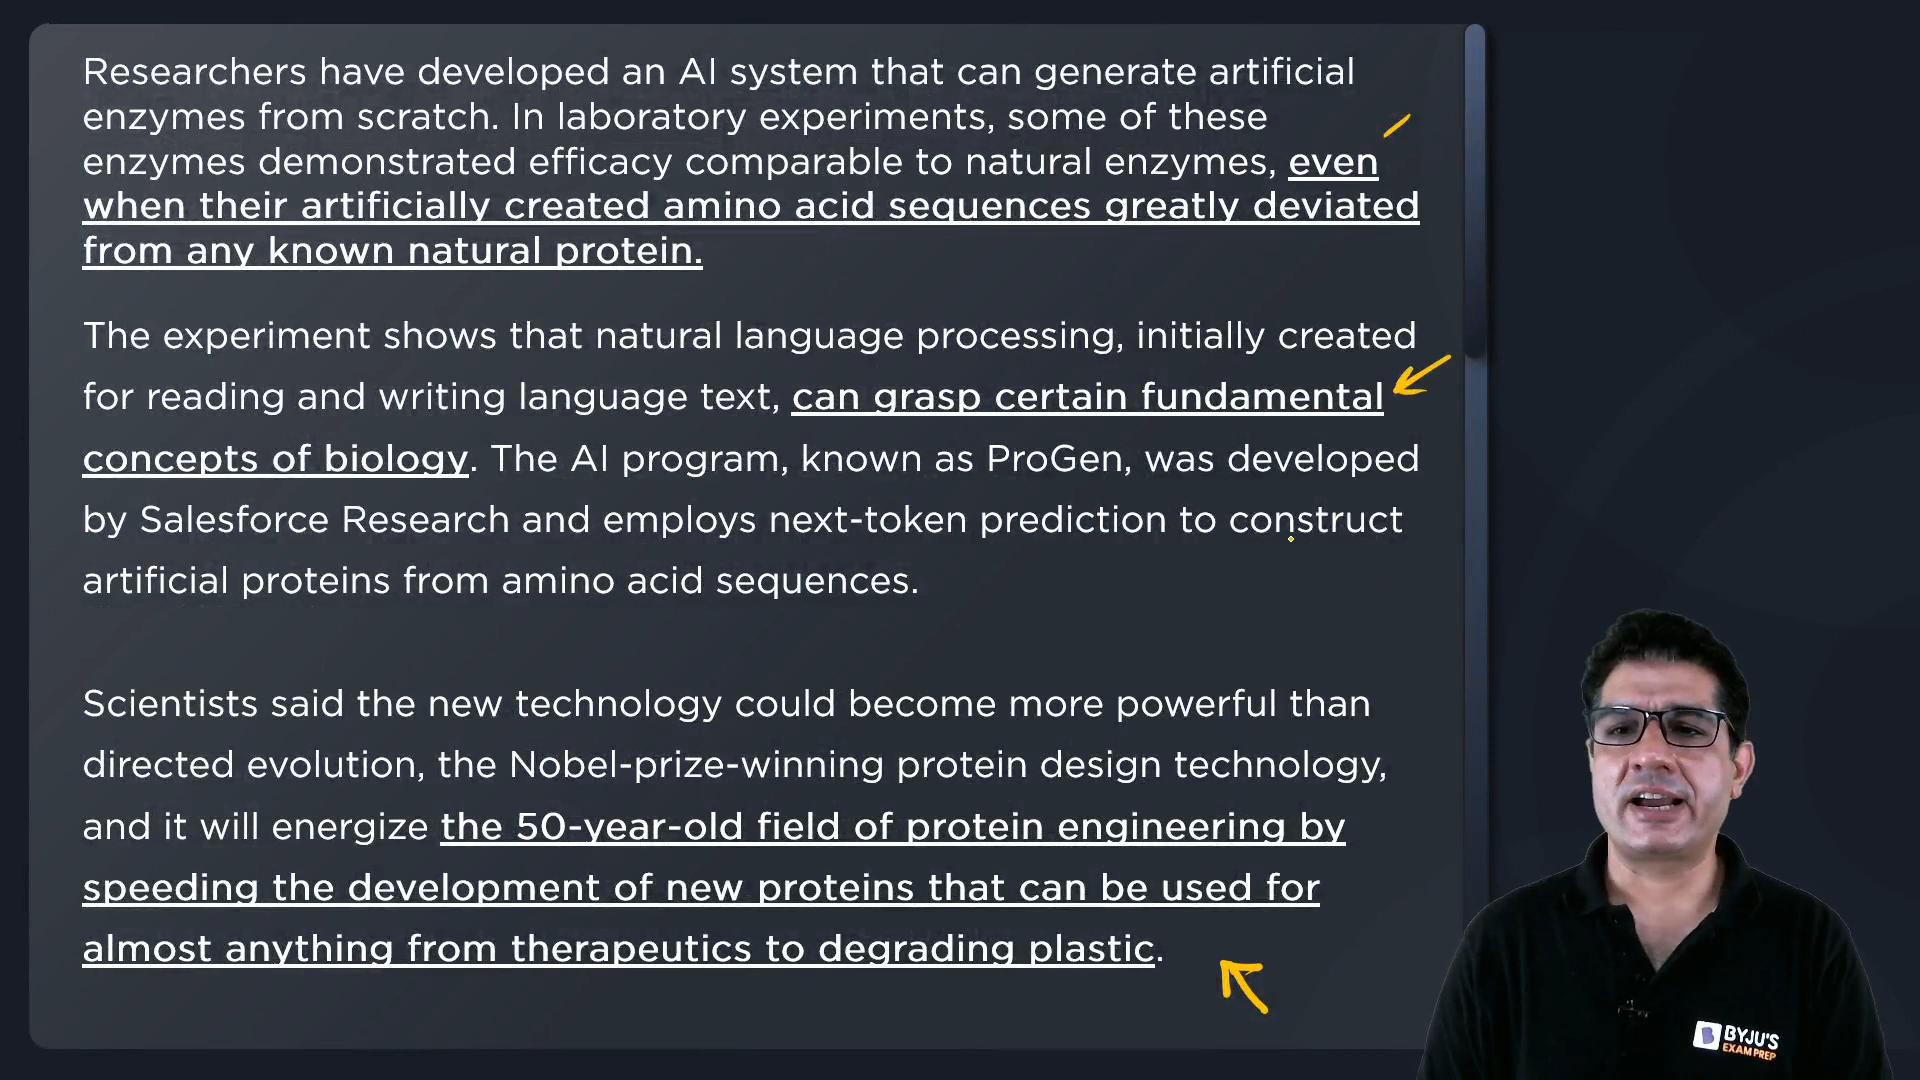 Researchers have developed an AI system that can generate artificial
enzymes from scratch. In laboratory experiments, some of these
enzymes demonstrated efficacy comparable to natural enzymes, even
when their artificially created amino acid sequences greatly deviated
from any known natural protein.
The experiment shows that natural language processing, initially created
for reading and writing language text, can grasp certain fundamental
concepts of biology. The AI program, known as ProGen, was developed
by Salesforce Research and employs next-token prediction to construct
artificial proteins from amino acid sequences.
Scientists said the new technology could become more powerful than
directed evolution, the Nobel-prize-winning protein design technology,
and it will energize the 50-year-old field of protein engineering by
speeding the development of new proteins that can be used for
almost anything from therapeutics to degrading plastic.
B BYJU'S
EXAM PREP